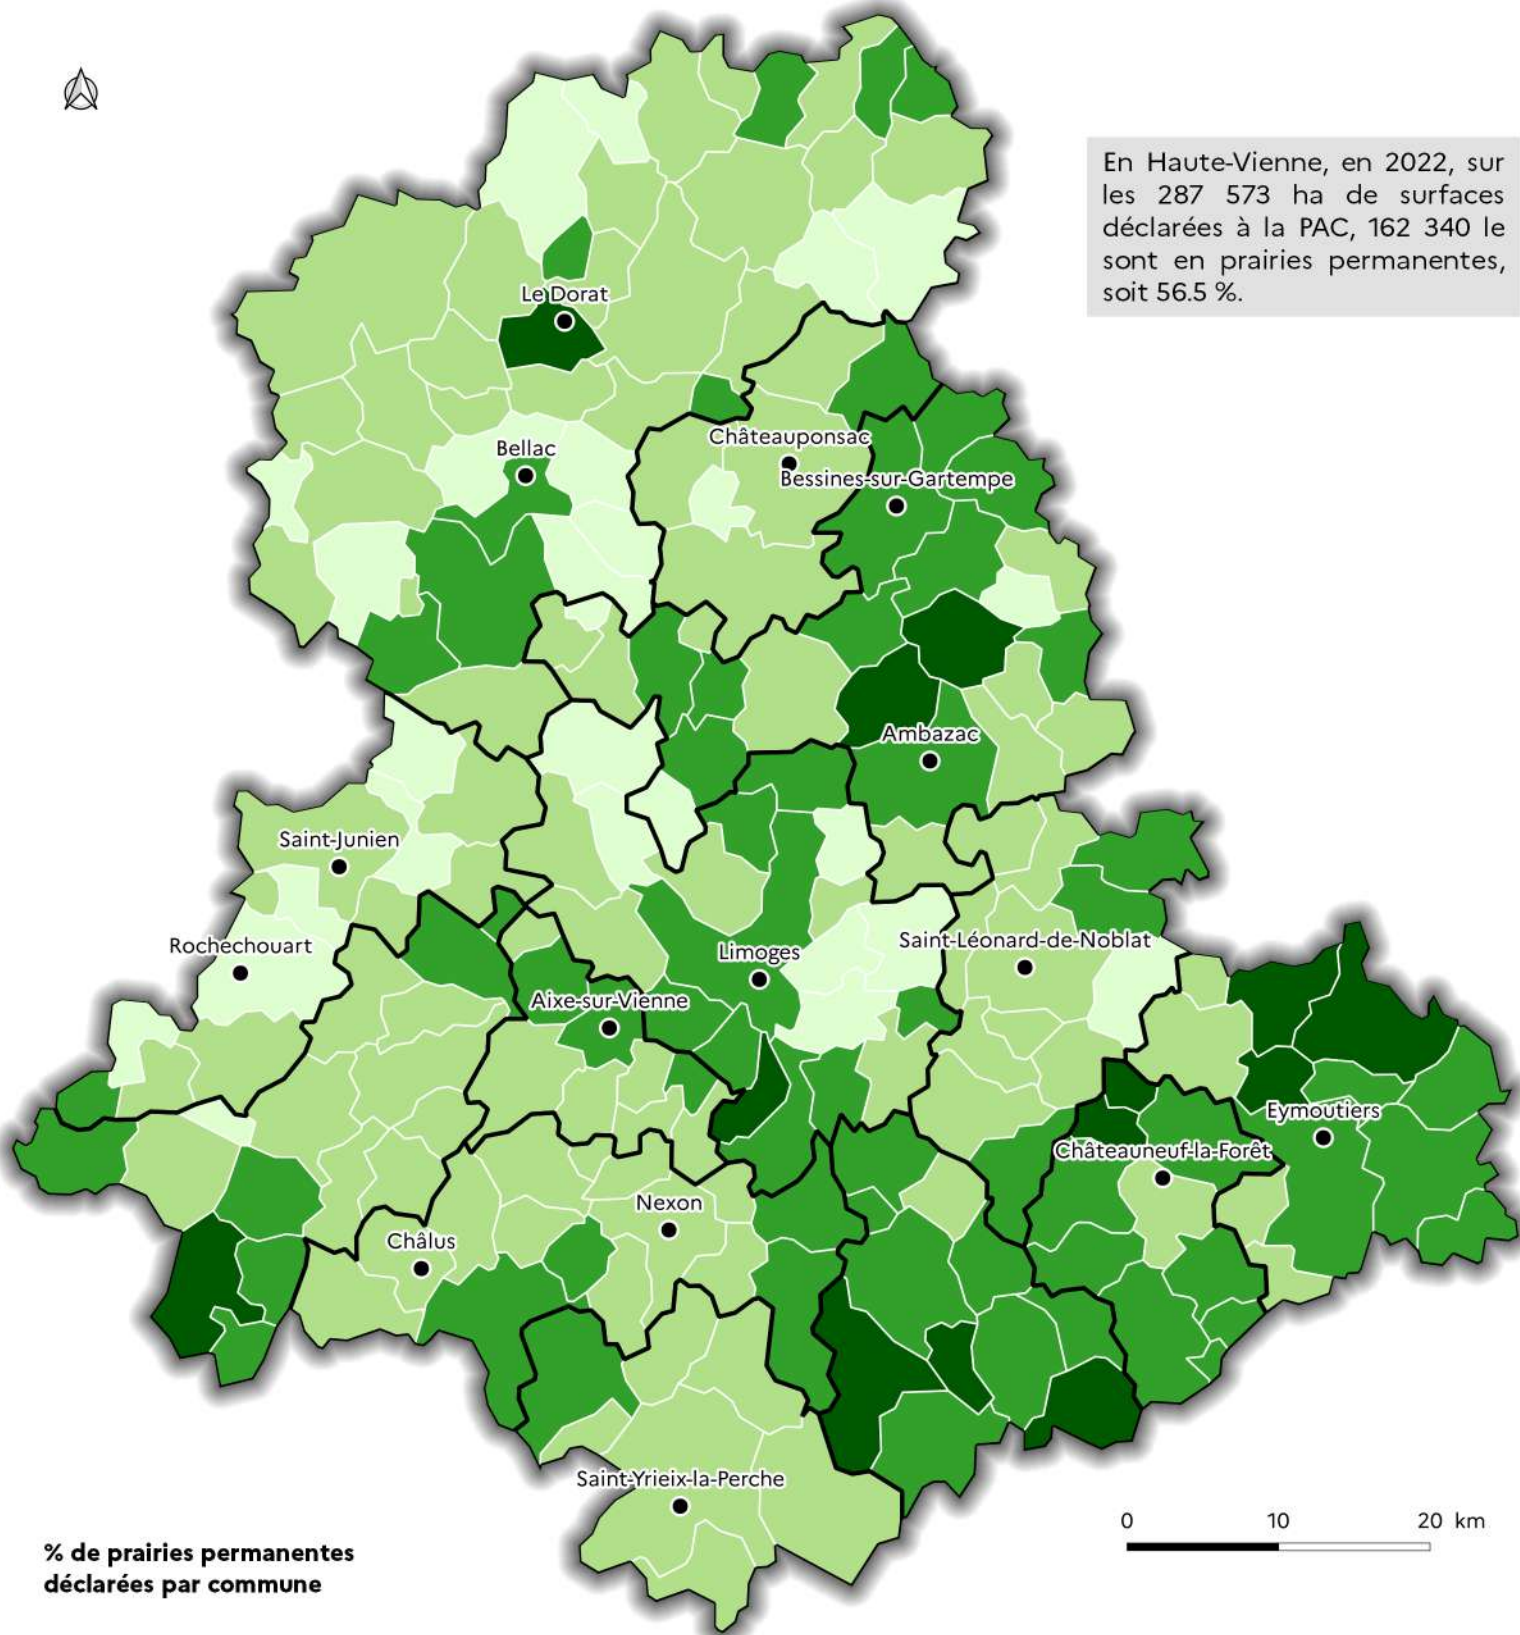 En Haute-Vienne, en 2022, sur
les 287 573 ha de surfaces
déclarées à la PAC, 162 340 le
sont en prairies permanentes,
soit 56.5 %.
Le Dorat
Châteauponsac
Bellac
Bessines-sur-Gartempe
Ambazac
Saint-Junien
Rochechouart
Limoges
Saint-Léonard-de-Noblat
Aixe-sur-Vienne
Eymoutiers
Châteauneuf-la-Forêt
Nexon
Châlus
Saint-Yrieix-la-Perche
0 10 20 km
% de prairies permanentes
déclarées par commune